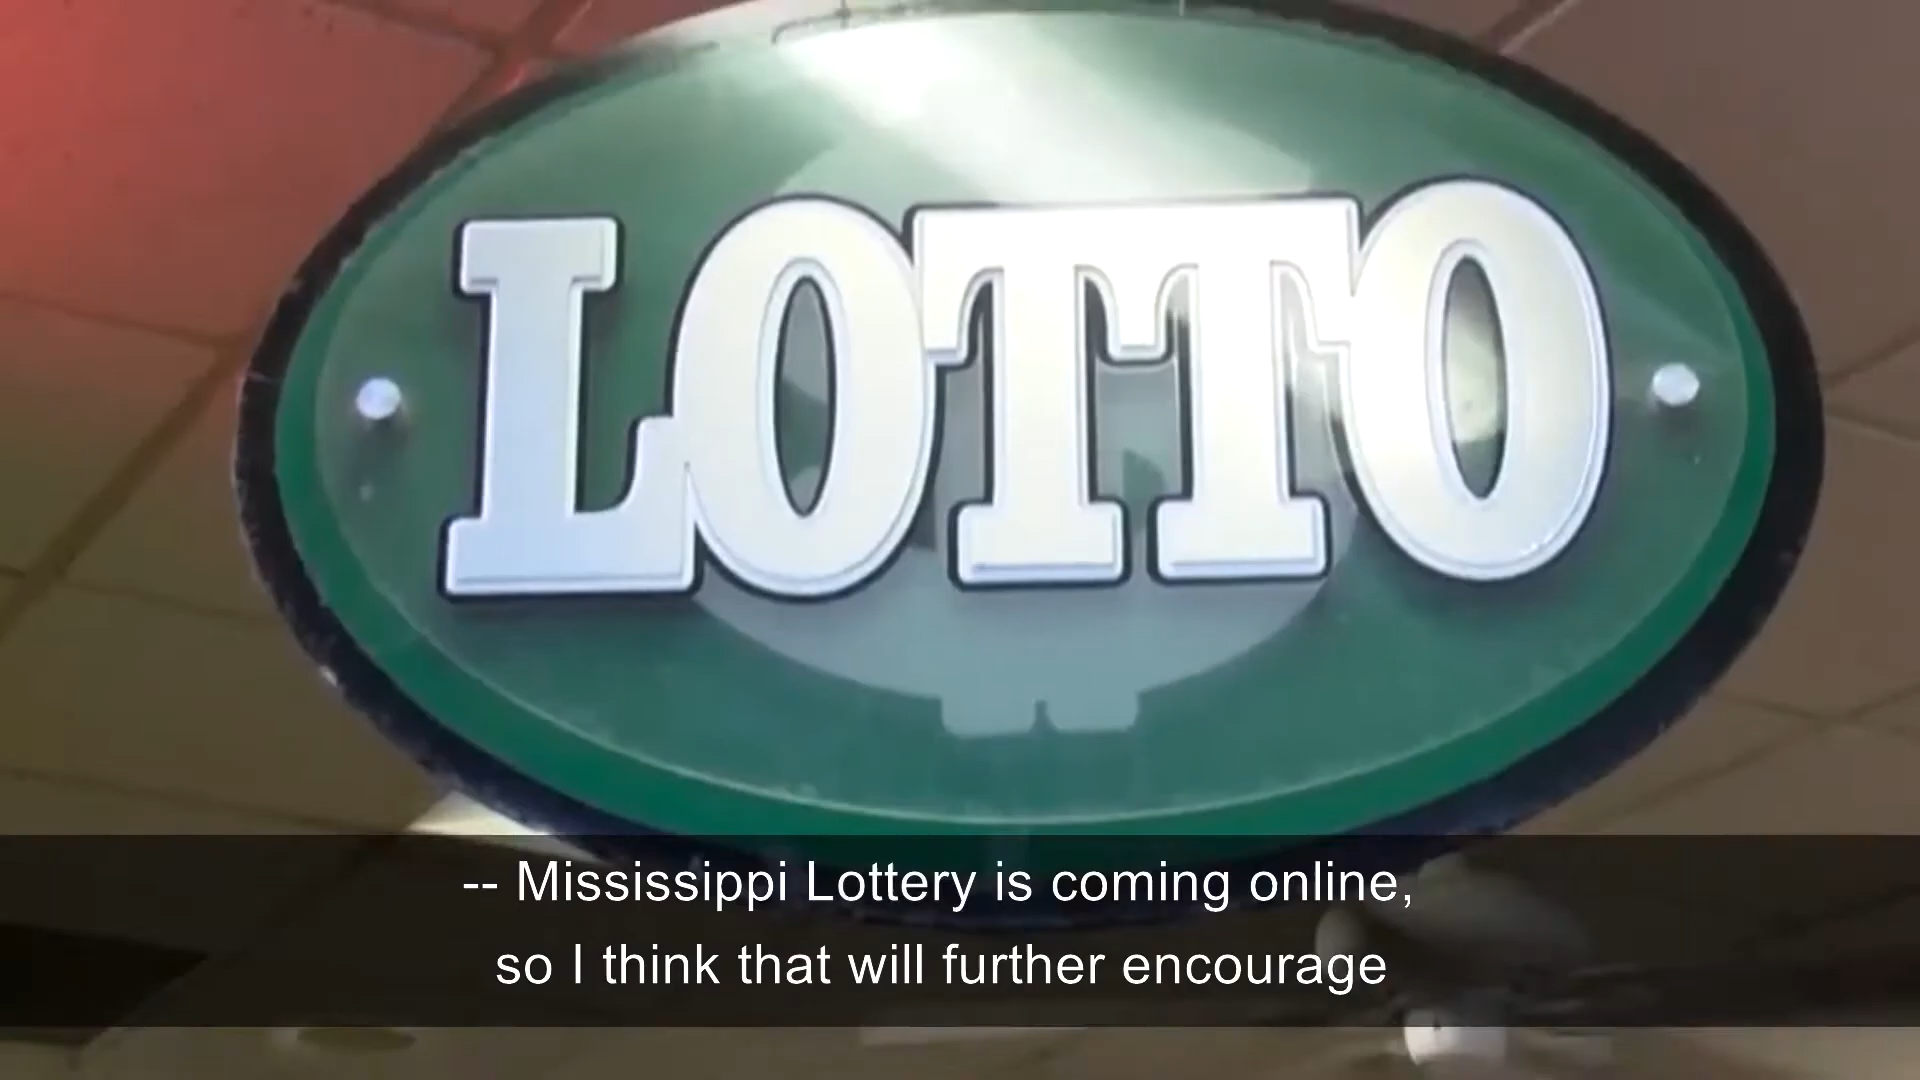 LOTTO
-- Mississippi Lottery is coming online,
so I think that will further encourage